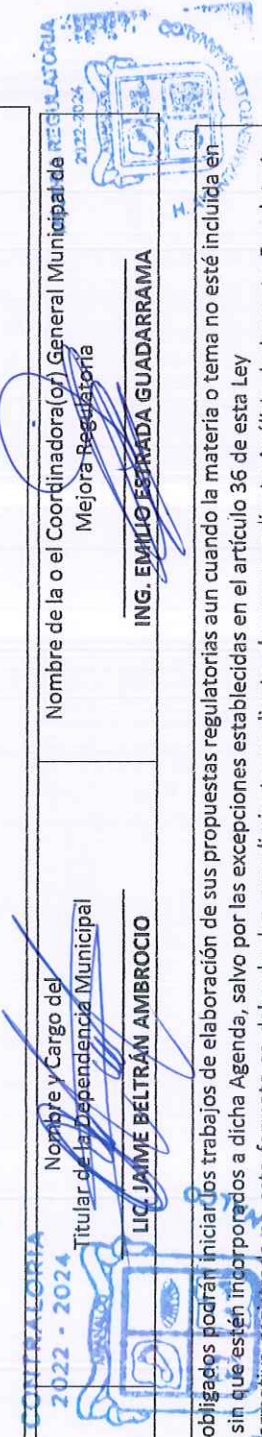 CONTRALORIA
2022 - 2024
Nombre y Cargo del
Titular de la Dependencia Municipal
LIC. JAIME BELTRÁN AMBROCIO
Nombre de la o el Coordinadora(or) General Municipal de
Mejora Regulatoria
ING. EMILIO ESTRADA GUADARRAMA
REGULATORIA
2022-2024
obligados podrán iniciar los trabajos de elaboración de sus propuestas regulatorias aun cuando la materia o tema no esté incluida en
sin que estén incorporados a dicha Agenda, salvo por las excepciones establecidas en el artículo 36 de esta Ley